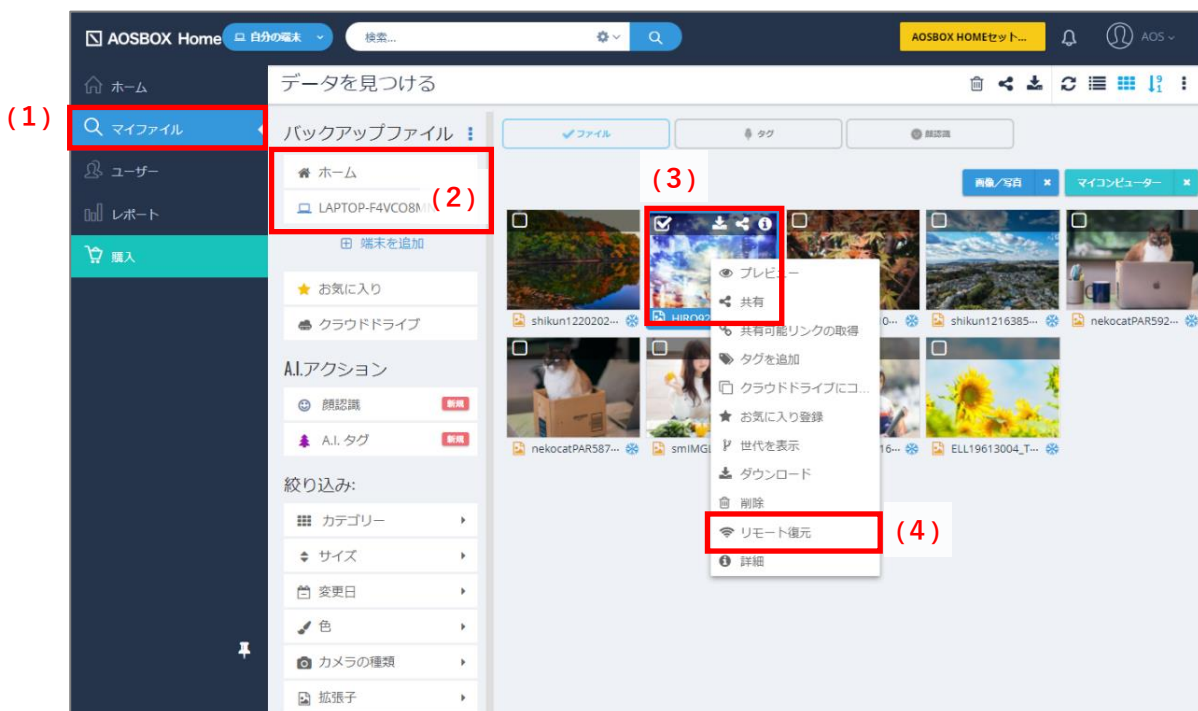 AOSBOX Home 自分の端末 検索... AOSBOX HOMEセット... AOS
ホーム
データを見つける
(1)
マイファイル
ユーザー
レポート
購入
バックアップファイル
ホーム
LAPTOP-F4VCO8M
(2)
端末を追加
お気に入り
クラウドドライブ
A.I.アクション
顔認識 新規
A.I. タグ 新規
絞り込み:
カテゴリー
サイズ
変更日
色
カメラの種類
拡張子
ファイル タグ 顔認識
(3)
画像/写真 × マイコンピューター ×
shikun1220202... HIRO92 0... shikun1216385... nekocatPAR592...
nekocatPAR587... smIMGL 16... ELL19613004_T...
プレビュー
共有
共有可能リンクの取得
タグを追加
クラウドドライブにコ...
お気に入り登録
世代を表示
ダウンロード
削除
リモート復元
(4)
詳細